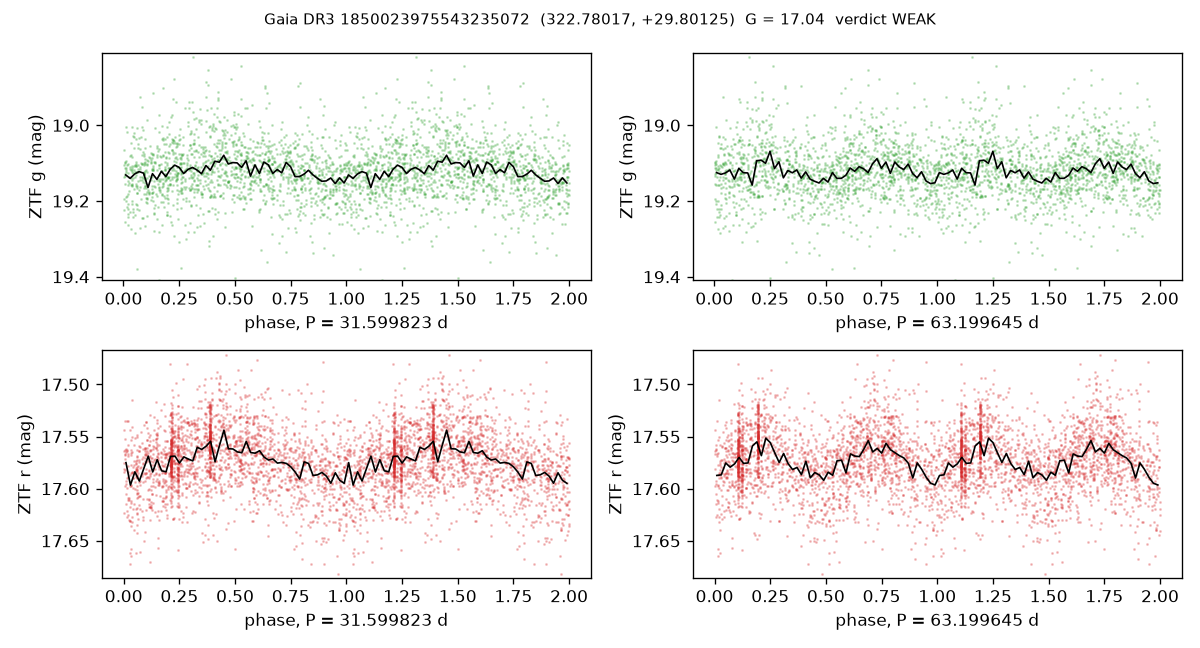 Gaia DR3 1850023975543235072 (322.78017, +29.80125) G = 17.04 verdict WEAK
ZTF g (mag)
19.0
19.2
19.4
0.00 0.25 0.50 0.75 1.00 1.25 1.50 1.75 2.00
phase, P = 31.599823 d
ZTF g (mag)
19.0
19.2
19.4
0.00 0.25 0.50 0.75 1.00 1.25 1.50 1.75 2.00
phase, P = 63.199645 d
ZTF r (mag)
17.50
17.55
17.60
17.65
0.00 0.25 0.50 0.75 1.00 1.25 1.50 1.75 2.00
phase, P = 31.599823 d
ZTF r (mag)
17.50
17.55
17.60
17.65
0.00 0.25 0.50 0.75 1.00 1.25 1.50 1.75 2.00
phase, P = 63.199645 d